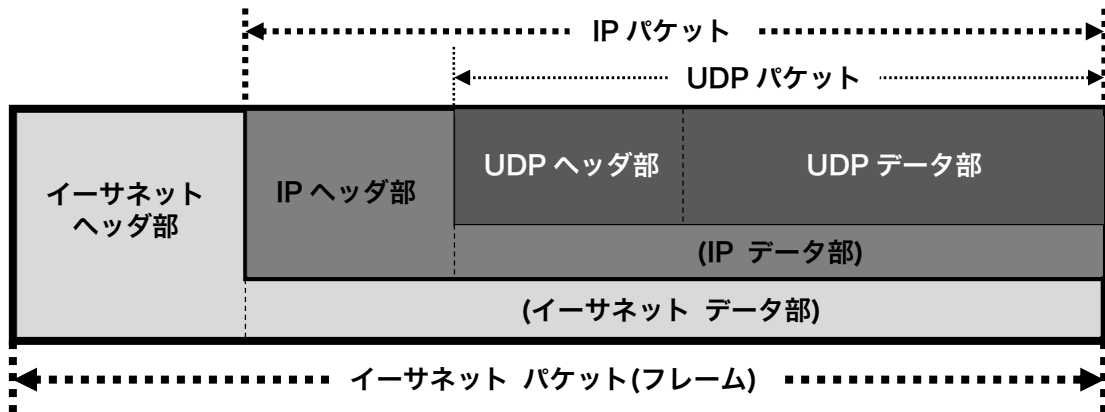 IP パケット
UDP パケット
イーサネット
ヘッダ部
IP ヘッダ部
UDP ヘッダ部
UDP データ部
(IP データ部)
(イーサネット データ部)
イーサネット パケット(フレーム)